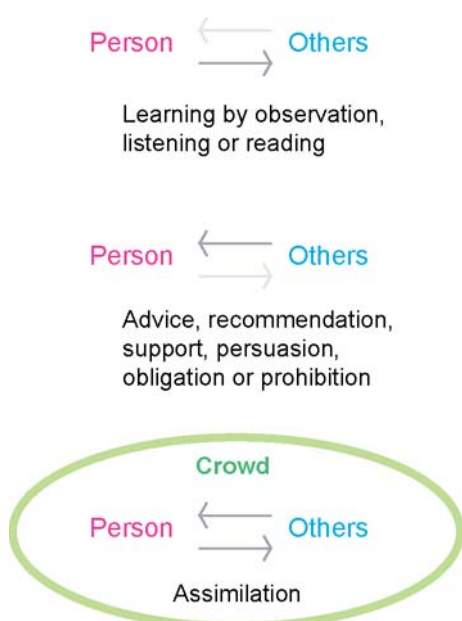 Person Others
Learning by observation,
listening or reading
Person Others
Advice, recommendation,
support, persuasion,
obligation or prohibition
Crowd
Person Others
Assimilation